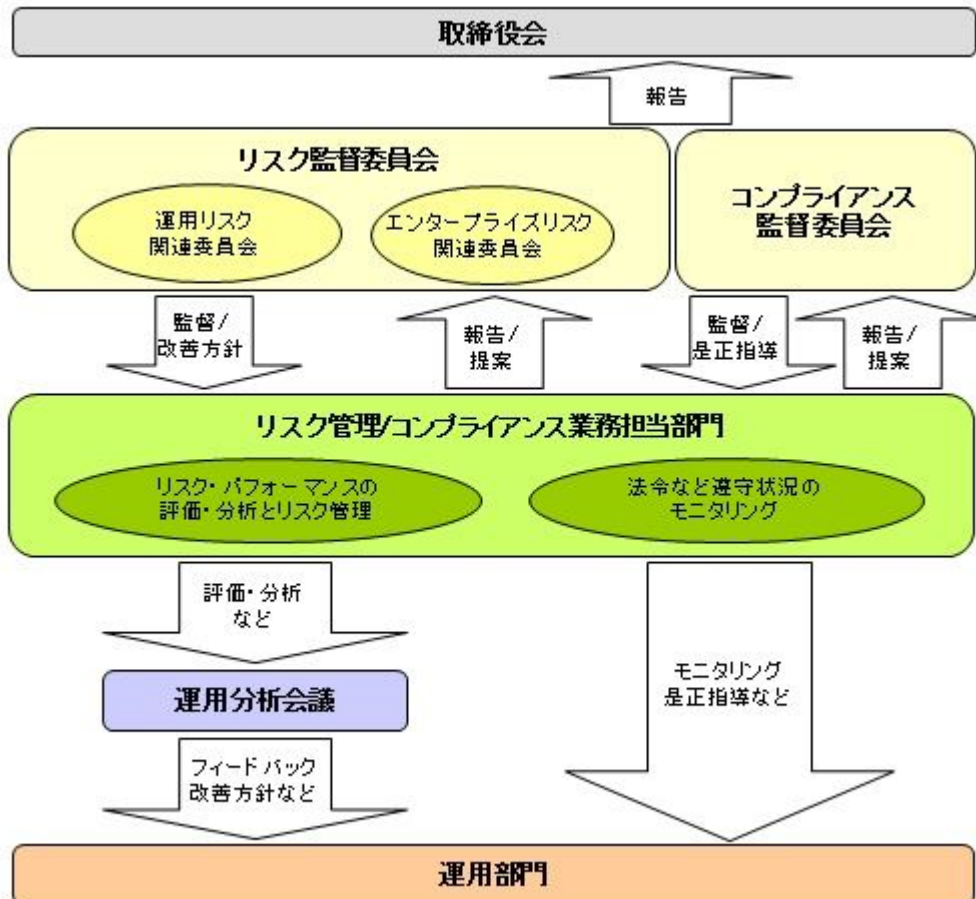 取締役会
報告
リスク監督委員会
運用リスク
関連委員会
エンタープライズリスク
関連委員会
コンプライアンス
監督委員会
監督/
改善方針
報告/
提案
監督/
是正指導
報告/
提案
リスク管理/コンプライアンス業務担当部門
リスク・パフォーマンスの
評価・分析とリスク管理
法令など遵守状況の
モニタリング
評価・分析
など
運用分析会議
フィードバック
改善方針など
モニタリング
是正指導など
運用部門